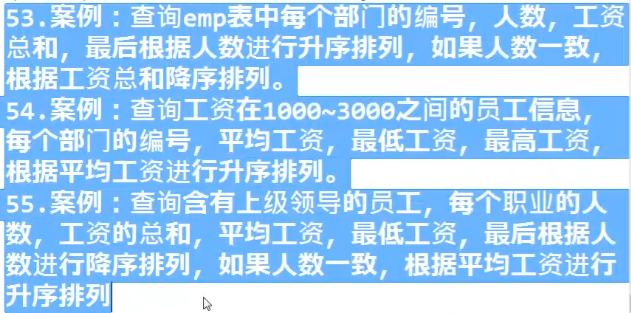 53.案例：查询emp表中每个部门的编号，人数，工资
总和，最后根据人数进行升序排列，如果人数一致，
根据工资总和降序排列。
54.案例：查询工资在1000~3000之间的员工信息，
每个部门的编号，平均工资，最低工资，最高工资，
根据平均工资进行升序排列。
55.案例：查询含有上级领导的员工，每个职业的人
数，工资的总和，平均工资，最低工资，最后根据人
数进行降序排列，如果人数一致，根据平均工资进行
升序排列